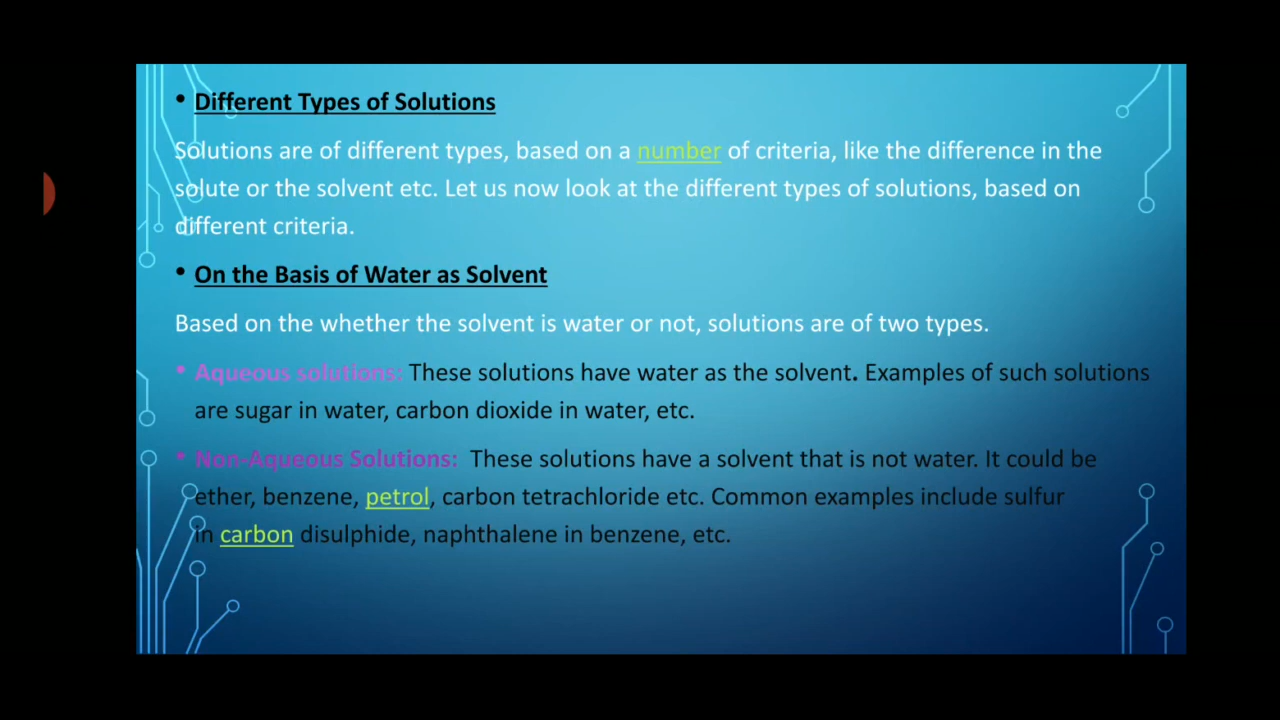 • Different Types of Solutions
Solutions are of different types, based on a number of criteria, like the difference in the
solute or the solvent etc. Let us now look at the different types of solutions, based on
different criteria.
• On the Basis of Water as Solvent
Based on the whether the solvent is water or not, solutions are of two types.
• Aqueous solutions: These solutions have water as the solvent. Examples of such solutions
are sugar in water, carbon dioxide in water, etc.
• Non-Aqueous Solutions: These solutions have a solvent that is not water. It could be
ether, benzene, petrol, carbon tetrachloride etc. Common examples include sulfur
in carbon disulphide, naphthalene in benzene, etc.